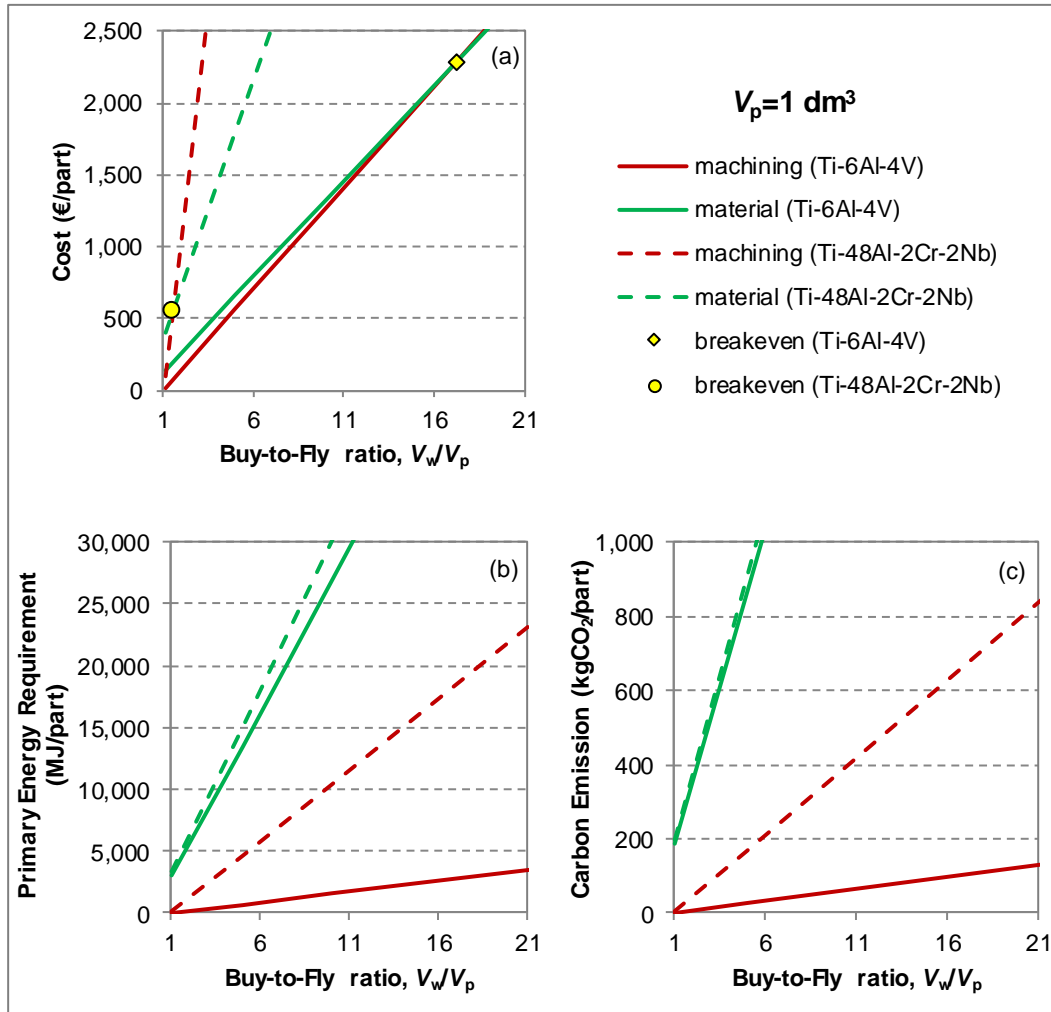 2,500
2,000
1,500
1,000
500
0
Cost (€/part)
(a)
1 6 11 16 21
Buy-to-Fly ratio, Vw/Vp
Vp=1 dm³
machining (Ti-6Al-4V)
material (Ti-6Al-4V)
machining (Ti-48Al-2Cr-2Nb)
material (Ti-48Al-2Cr-2Nb)
breakeven (Ti-6Al-4V)
breakeven (Ti-48Al-2Cr-2Nb)
30,000
25,000
20,000
15,000
10,000
5,000
0
Primary Energy Requirement
(MJ/part)
(b)
1 6 11 16 21
Buy-to-Fly ratio, Vw/Vp
1,000
800
600
400
200
0
Carbon Emission (kgCO₂/part)
(c)
1 6 11 16 21
Buy-to-Fly ratio, Vw/Vp